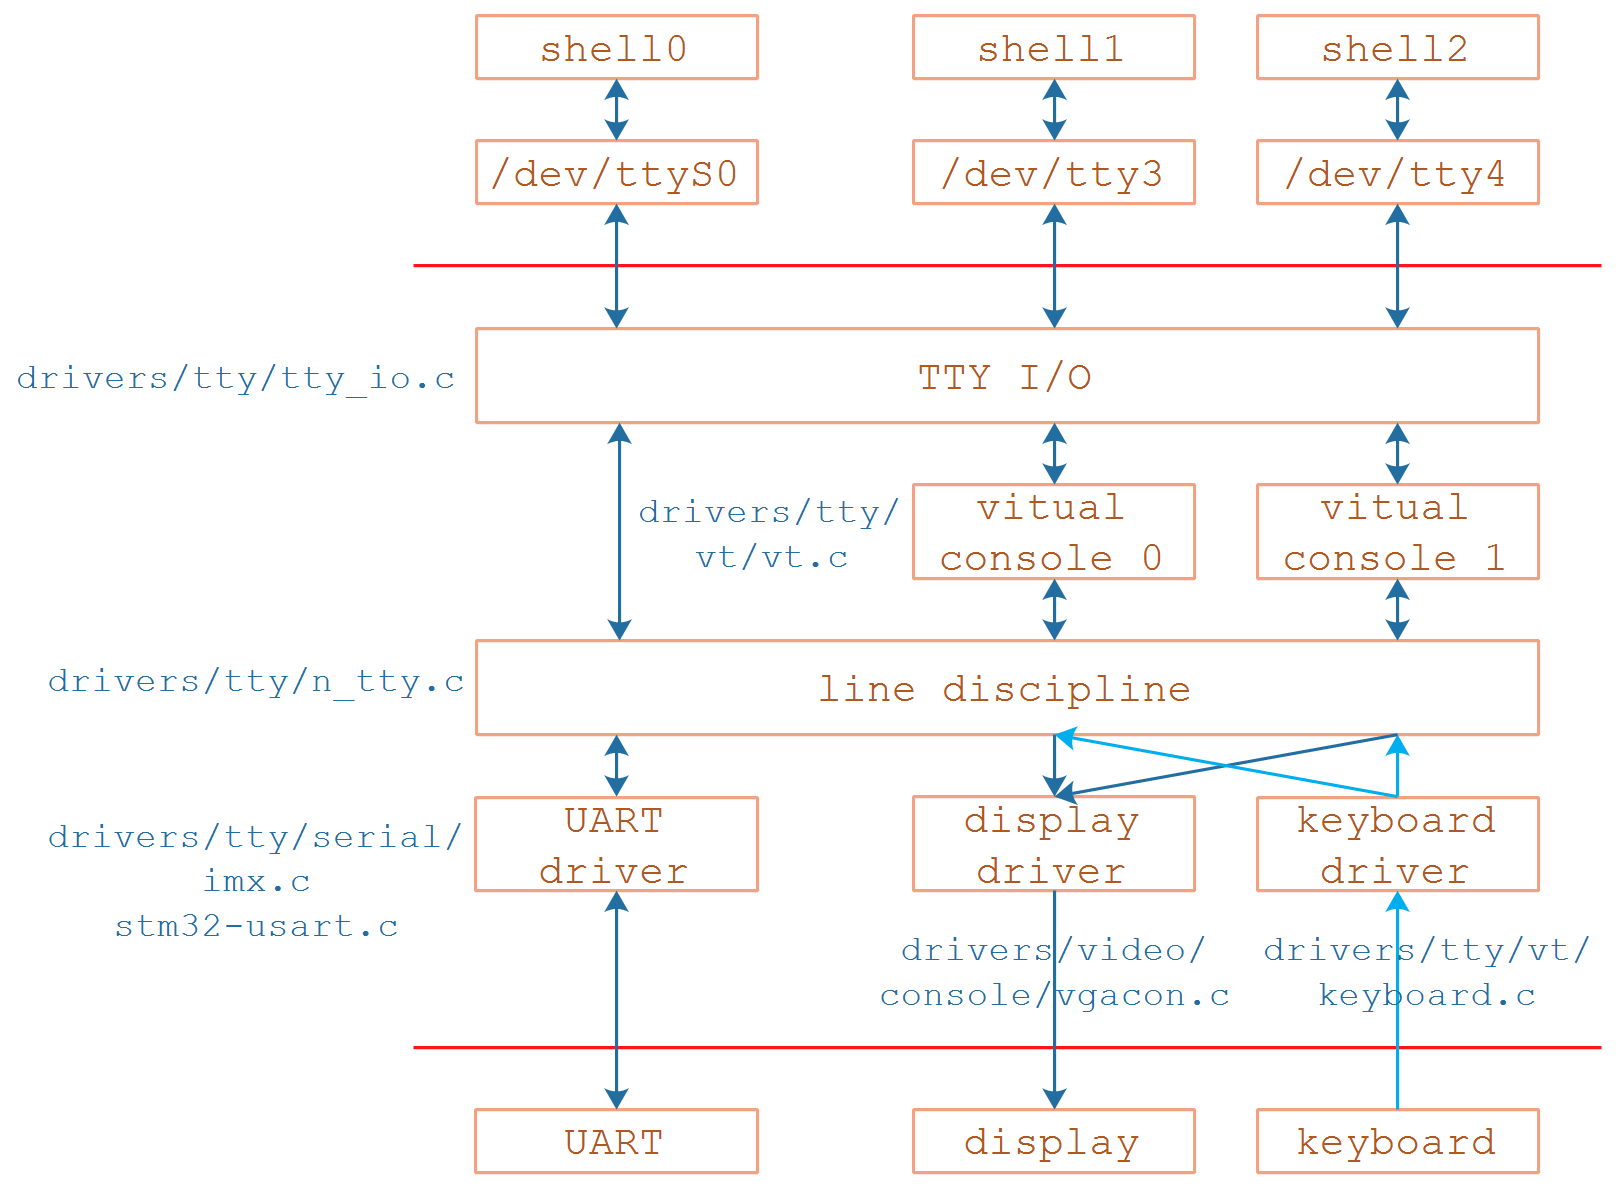 shell0
shell1
shell2
/dev/ttyS0
/dev/tty3
/dev/tty4
drivers/tty/tty_io.c
TTY I/O
drivers/tty/
vt/vt.c
vitual
console 0
vitual
console 1
drivers/tty/n_tty.c
line discipline
drivers/tty/serial/
imx.c
stm32-usart.c
UART
driver
display
driver
keyboard
driver
drivers/video/
console/vgacon.c
drivers/tty/vt/
keyboard.c
UART
display
keyboard